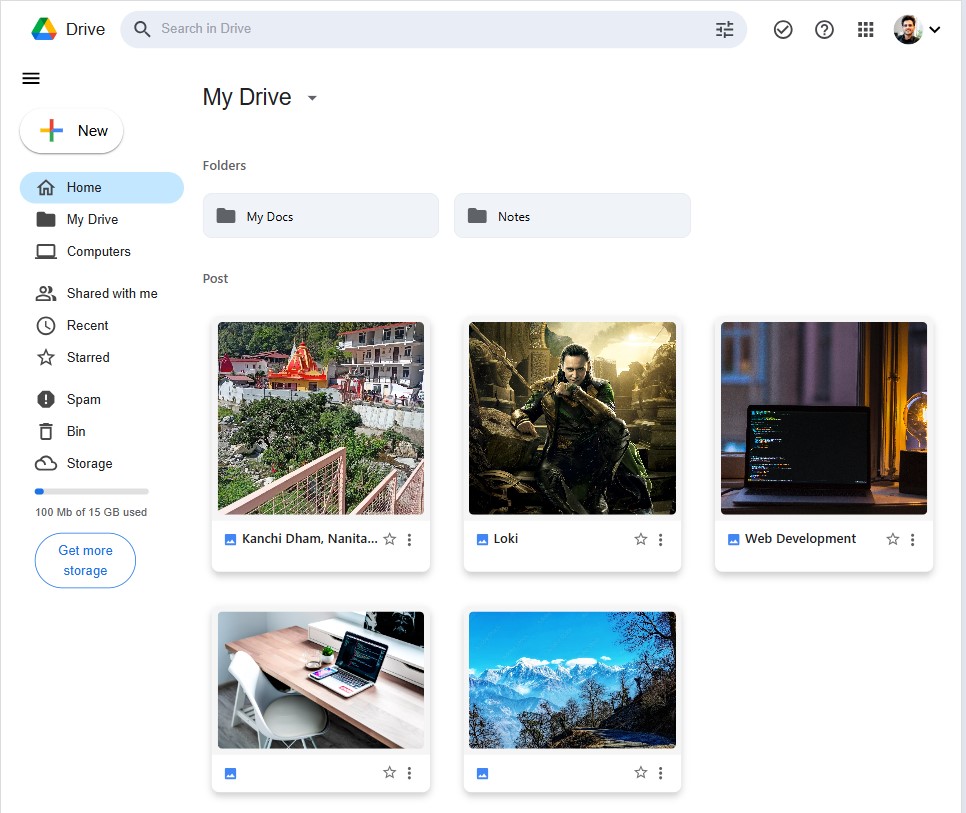 Drive
Search in Drive
My Drive
New
Folders
Home
My Drive
Computers
My Docs
Notes
Post
Shared with me
Recent
Starred
Spam
Bin
Storage
100 Mb of 15 GB used
Get more
storage
Kanchi Dham, Nanita...
Loki
Web Development